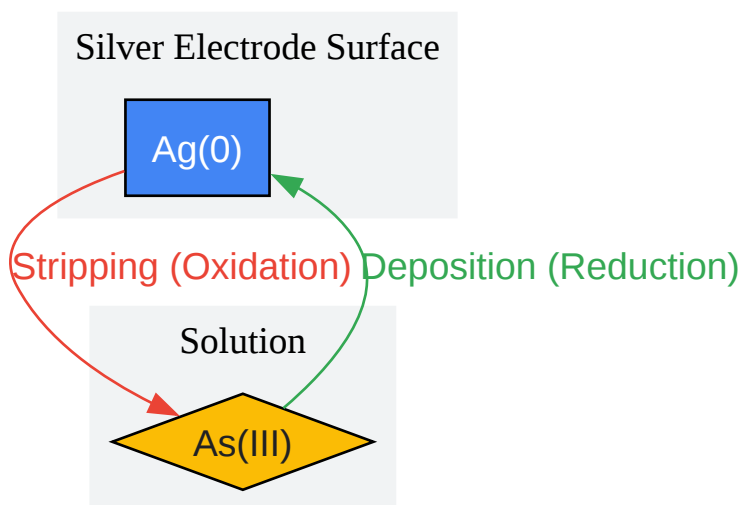 Silver Electrode Surface
Ag(0)
Stripping (Oxidation)
Deposition (Reduction)
Solution
As(III)